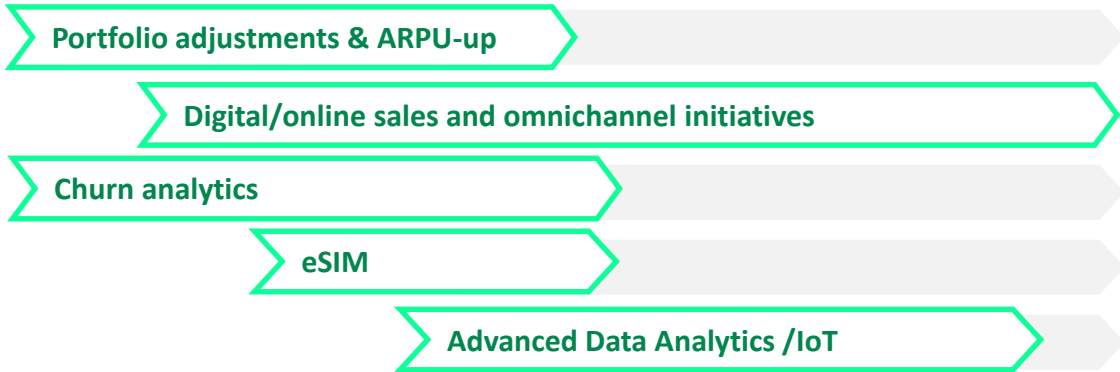 Portfolio adjustments & ARPU-up
Digital/online sales and omnichannel initiatives
Churn analytics
eSIM
Advanced Data Analytics /IoT